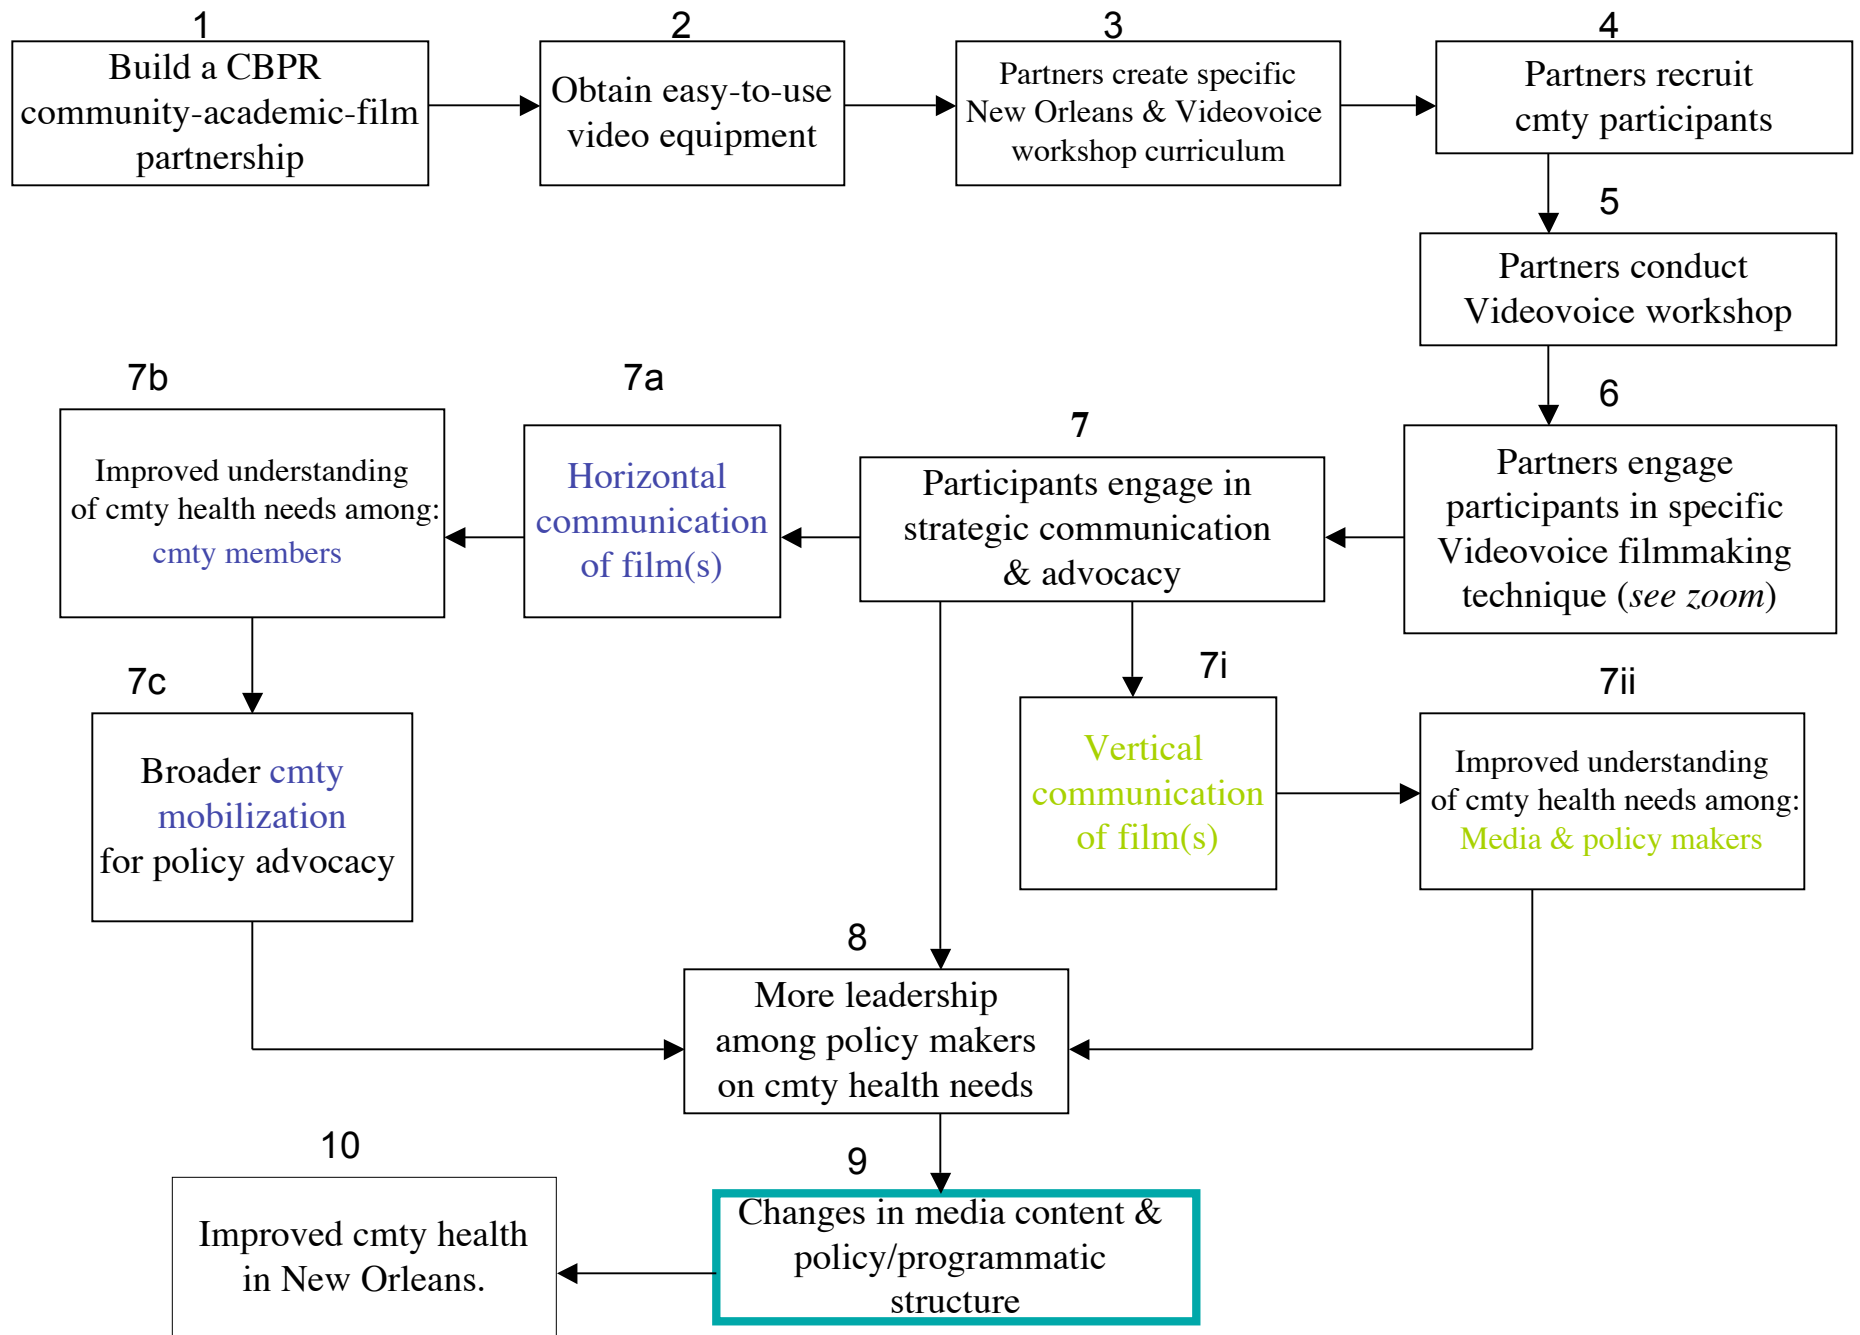 1
Build a CBPR
community-academic-film
partnership
2
Obtain easy-to-use
video equipment
3
Partners create specific
New Orleans & Videovoice
workshop curriculum
4
Partners recruit
cmty participants
5
Partners conduct
Videovoice workshop
6
Partners engage
participants in specific
Videovoice filmmaking
technique (see zoom)
7
Participants engage in
strategic communication
& advocacy
7a
Horizontal
communication
of film(s)
7b
Improved understanding
of cmty health needs among:
cmty members
7c
Broader cmty
mobilization
for policy advocacy
7i
Vertical
communication
of film(s)
7ii
Improved understanding
of cmty health needs among:
Media & policy makers
8
More leadership
among policy makers
on cmty health needs
9
Changes in media content &
policy/programmatic
structure
10
Improved cmty health
in New Orleans.